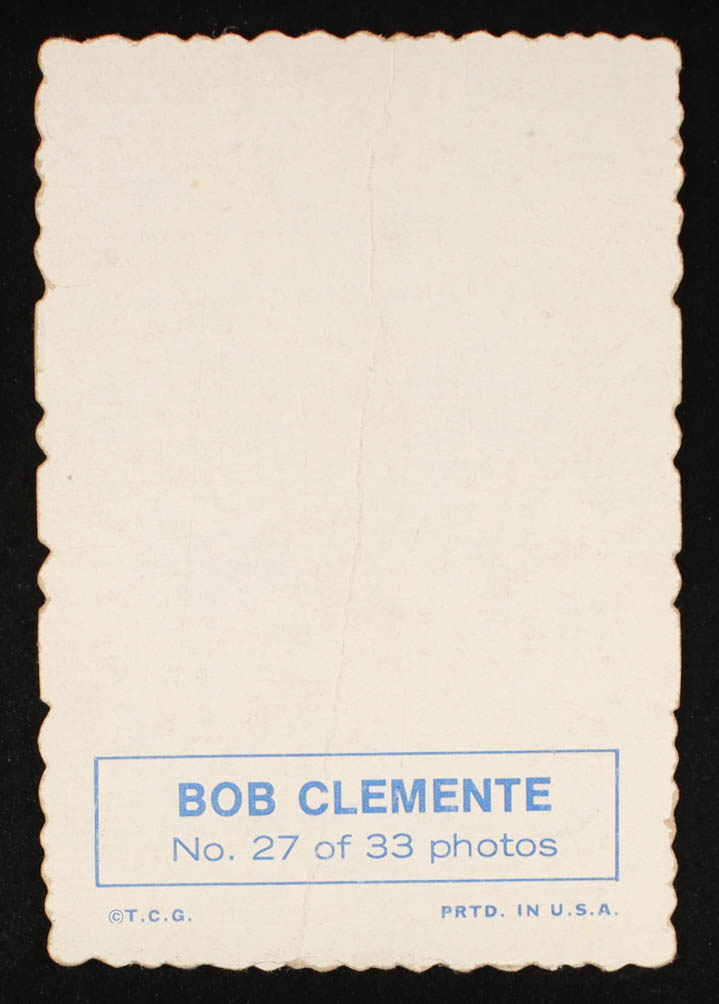 BOB CLEMENTE
No. 27 of 33 photos
©T.C.G. PRTD. IN U.S.A.